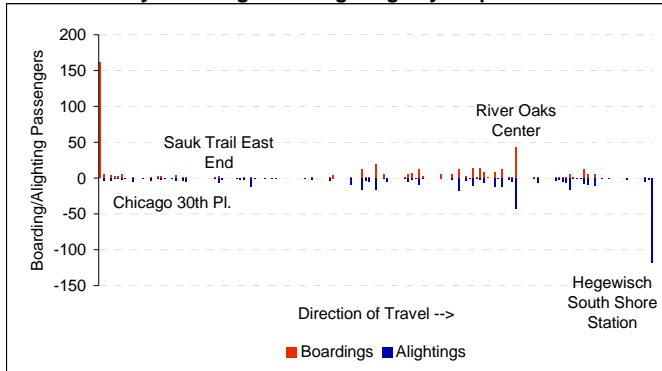 200
150
100
50
0
-50
-100
-150
Boarding/Alighting Passengers
Chicago 30th Pl.
Sauk Trail East
End
River Oaks
Center
Hegewisch
South Shore
Station
Direction of Travel -->
Boardings
Alightings